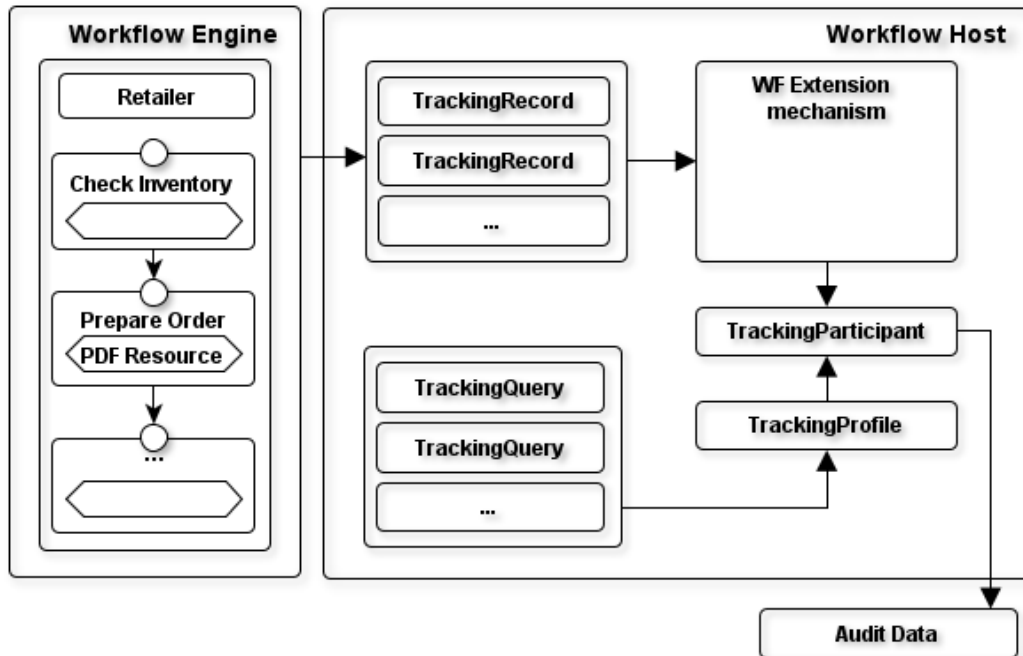 Workflow Engine
Retailer
Check Inventory
Prepare Order
PDF Resource
...
Workflow Host
TrackingRecord
TrackingRecord
...
WF Extension
mechanism
TrackingParticipant
TrackingProfile
TrackingQuery
TrackingQuery
...
Audit Data